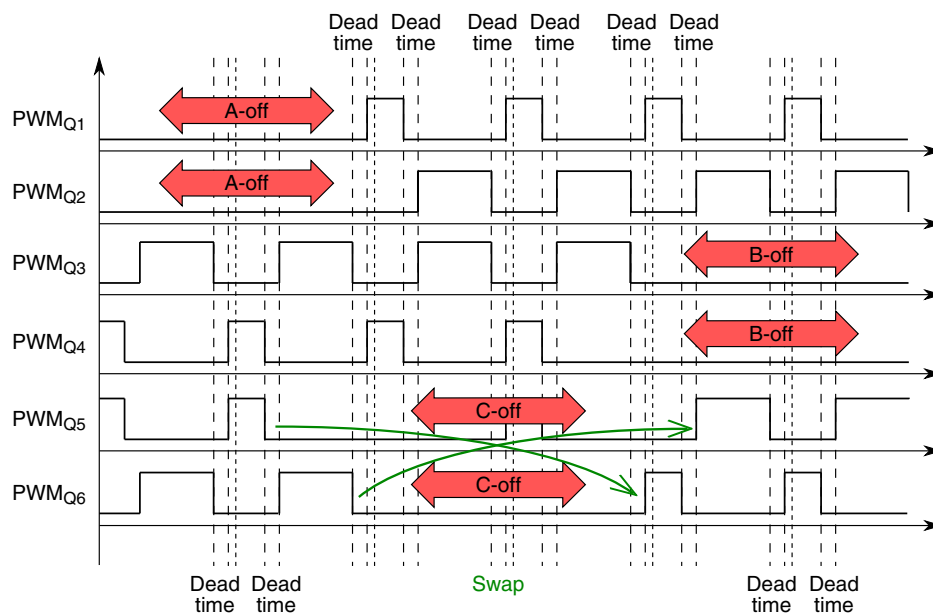 Dead Dead Dead Dead Dead Dead
time time time time time time
PWMQ1
A-off
PWMQ2
A-off
PWMQ3
B-off
PWMQ4
B-off
PWMQ5
C-off
PWMQ6
C-off
Dead Dead Swap Dead Dead
time time time time